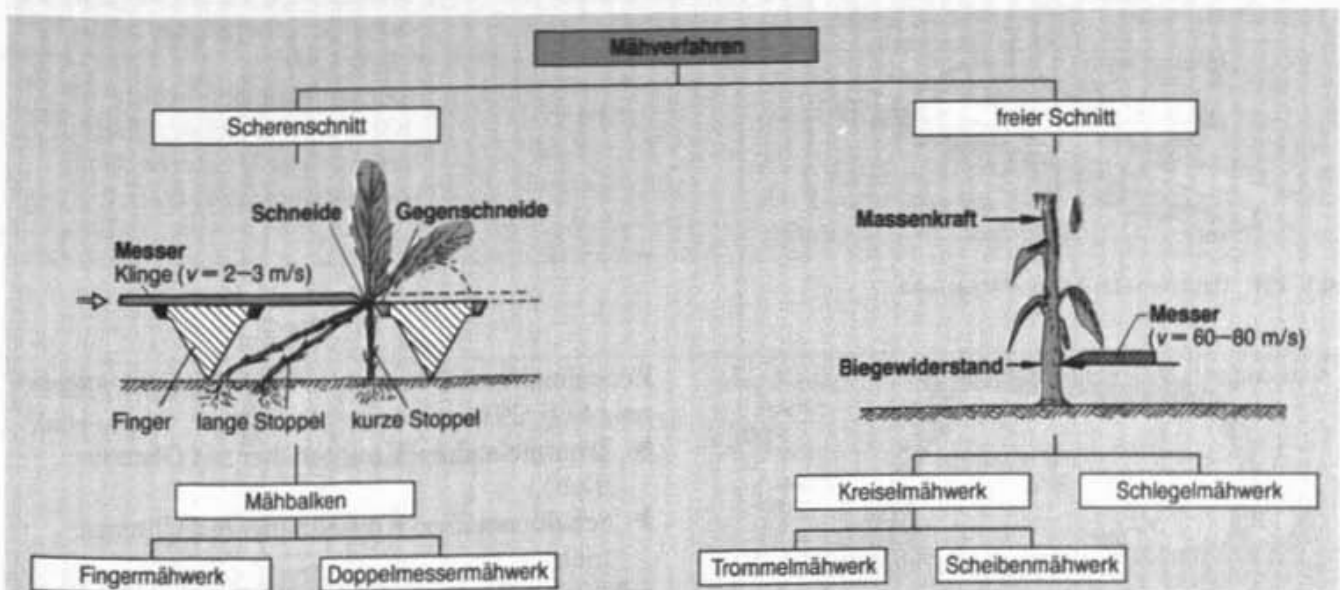 Mähverfahren
Scherenschnitt
freier Schnitt
Schneide
Gegenschneide
Messer
Klinge (v = 2–3 m/s)
Finger
lange Stoppel
kurze Stoppel
Massenkraft
Messer
(v = 60–80 m/s)
Biegewiderstand
Mähbalken
Fingermähwerk
Doppelmessermähwerk
Kreiselmähwerk
Schlegelmähwerk
Trommelmähwerk
Scheibenmähwerk